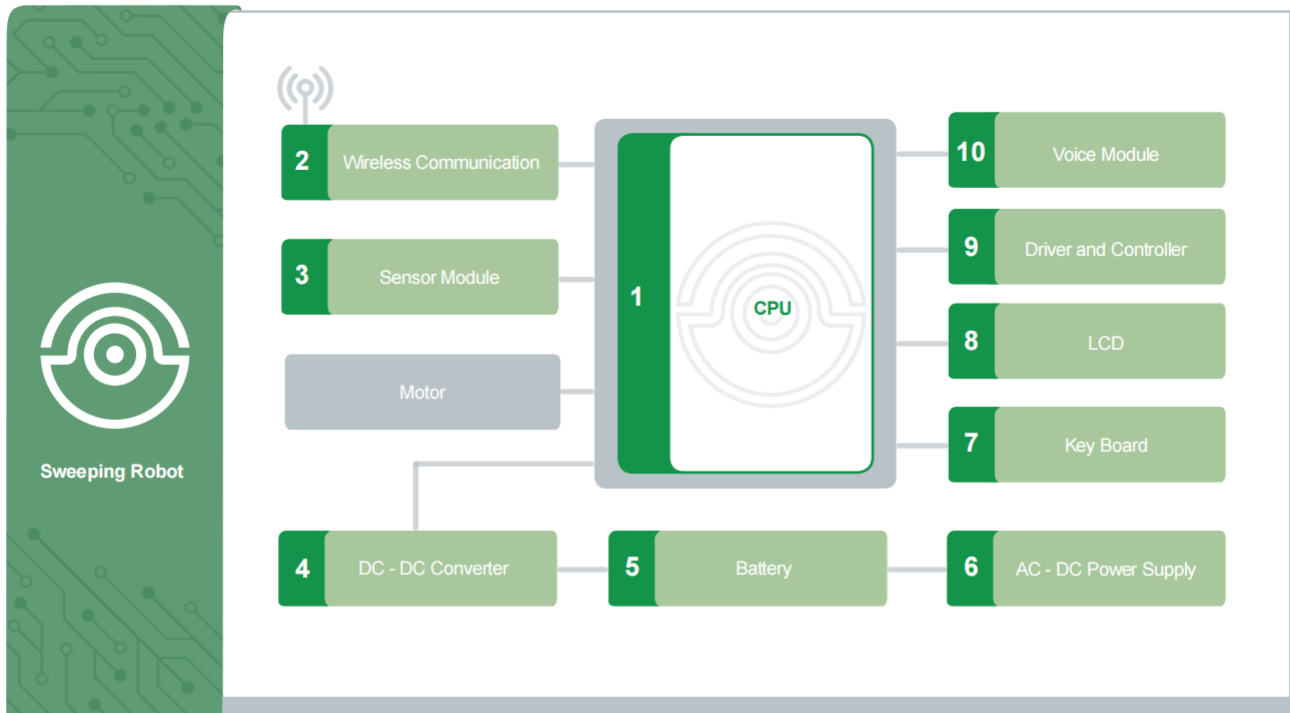 Sweeping Robot
2 Wireless Communication
3 Sensor Module
Motor
4 DC - DC Converter
5 Battery
6 AC - DC Power Supply
1 CPU
10 Voice Module
9 Driver and Controller
8 LCD
7 Key Board